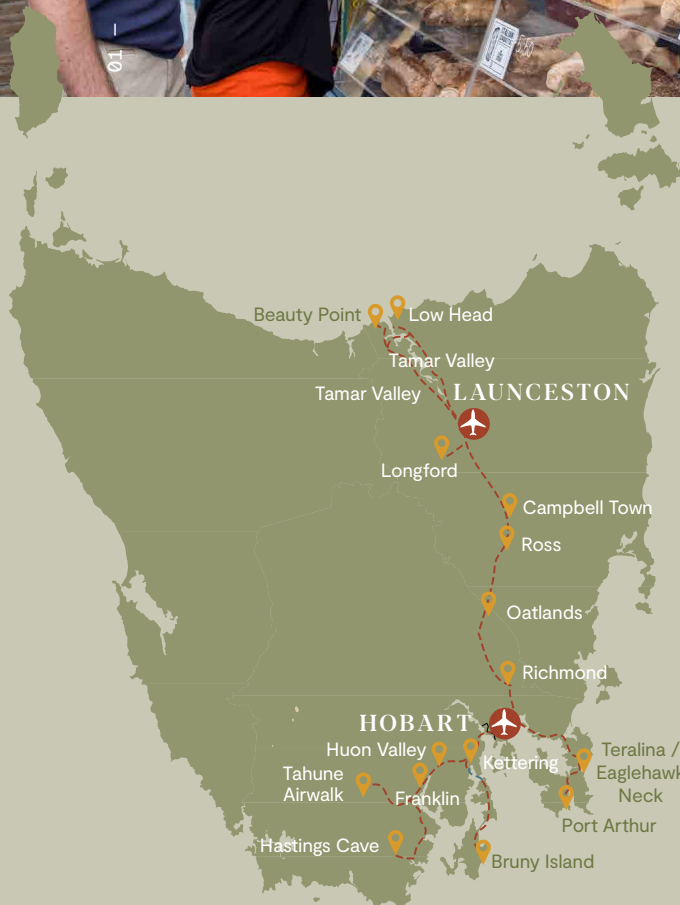 01 —
Beauty Point
Low Head
Tamar Valley
Tamar Valley
LAUNCESTON
Longford
Campbell Town
Ross
Oatlands
Richmond
HOBART
Huon Valley
Kettering
Teralina /
Eaglehawk
Neck
Tahune
Airwalk
Franklin
Port Arthur
Hastings Cave
Bruny Island